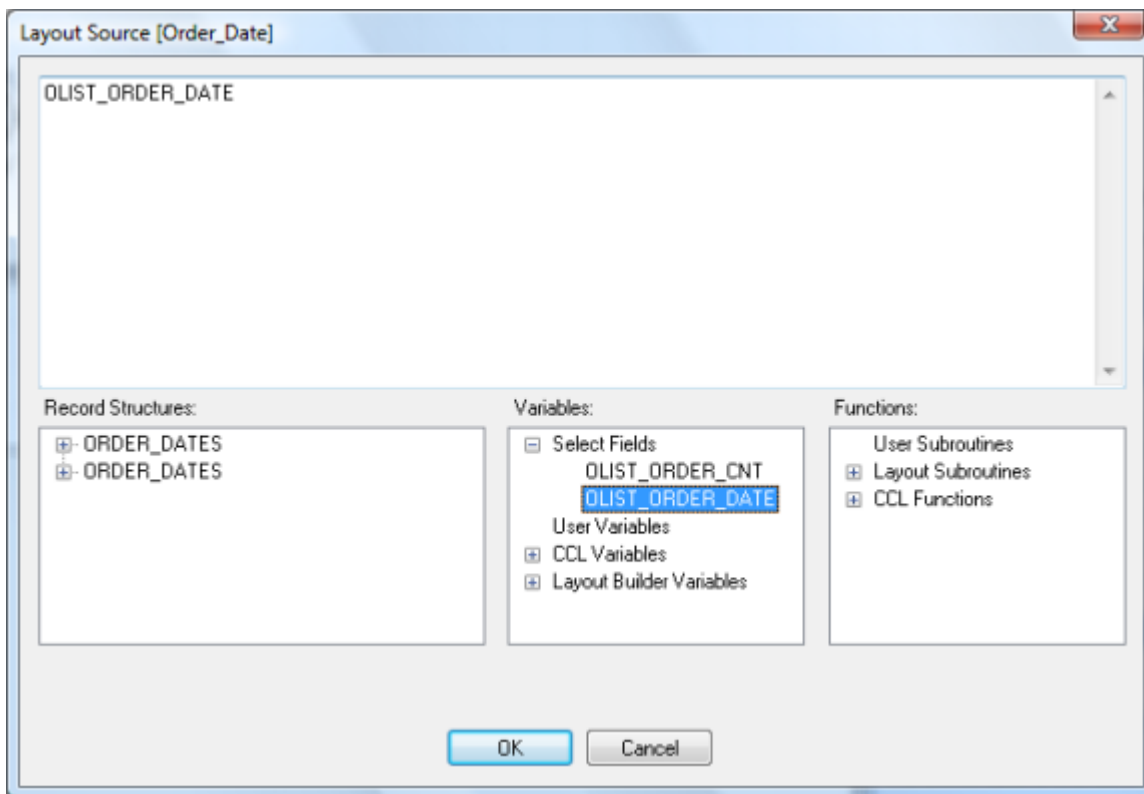 Layout Source [Order_Date]
OLIST_ORDER_DATE
Record Structures:
ORDER_DATES
ORDER_DATES
Variables:
Select Fields
OLIST_ORDER_CNT
OLIST_ORDER_DATE
User Variables
CCL Variables
Layout Builder Variables
Functions:
User Subroutines
Layout Subroutines
CCL Functions
OK
Cancel